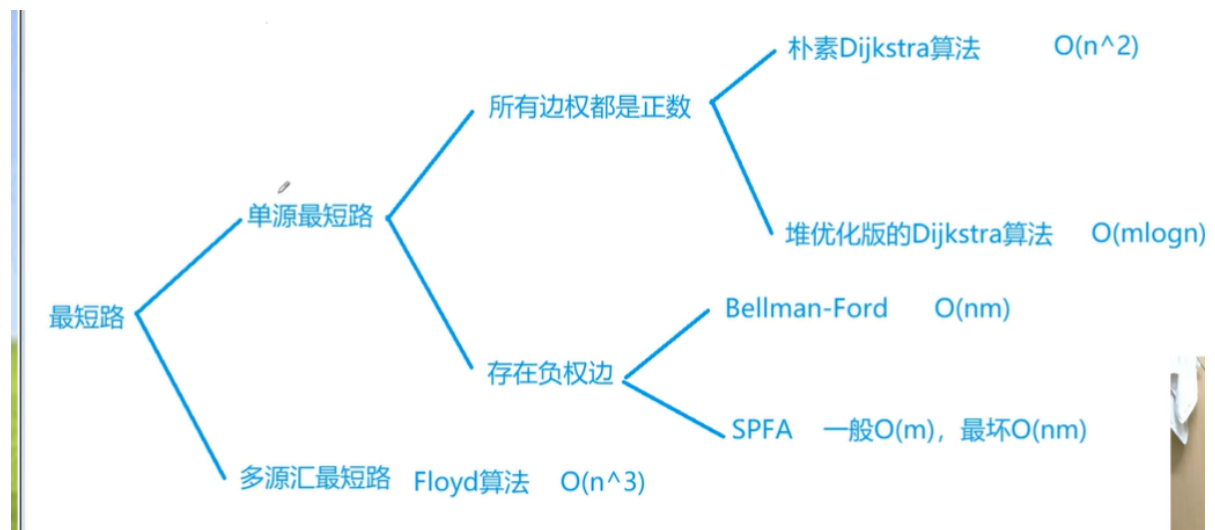 朴素Dijkstra算法 O(n^2)
所有边权都是正数
单源最短路
堆优化版的Dijkstra算法 O(mlogn)
最短路
Bellman-Ford O(nm)
存在负权边
SPFA 一般O(m)，最坏O(nm)
多源汇最短路 Floyd算法 O(n^3)